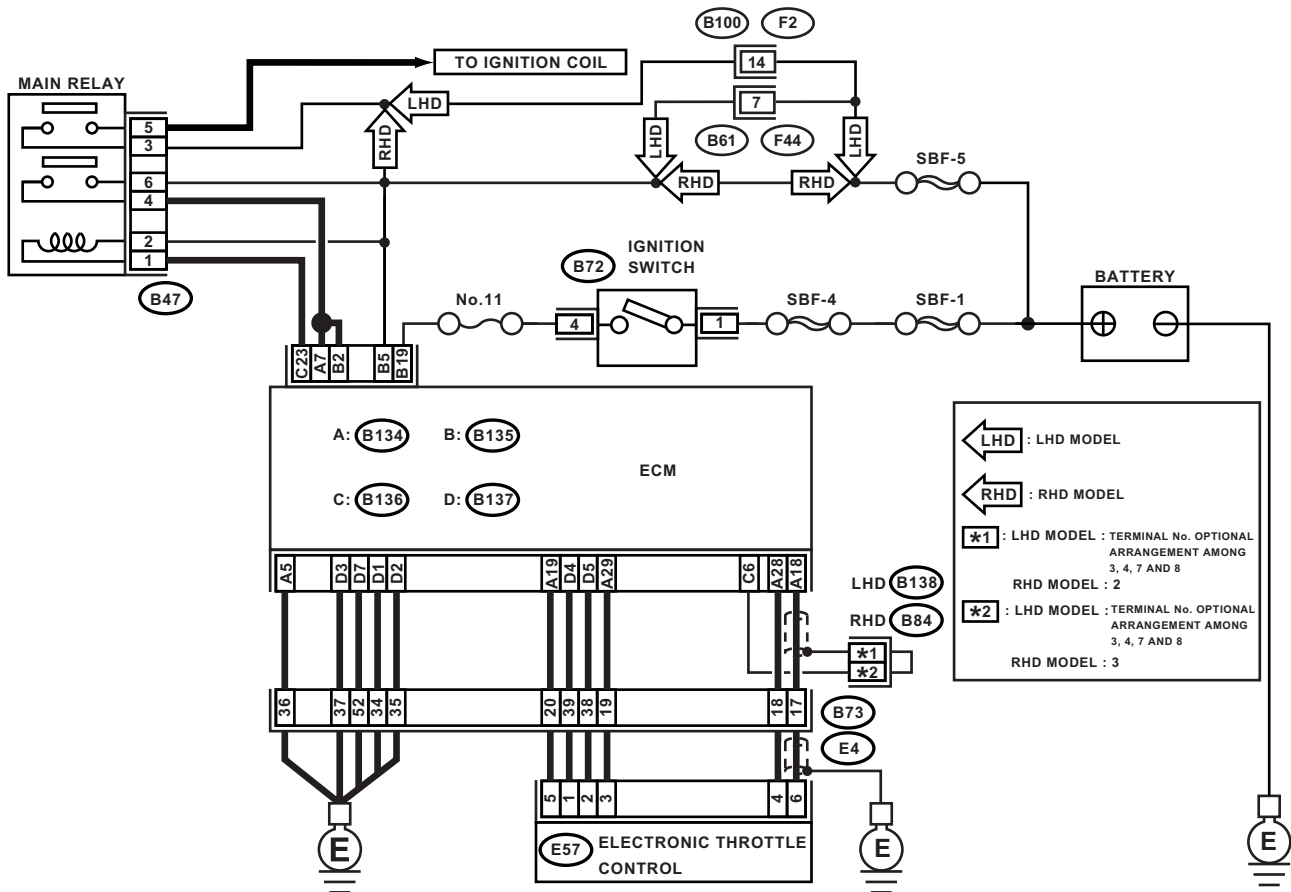 B100 F2
TO IGNITION COIL
14
MAIN RELAY
LHD
7
5
3
RHD
LHD
B61 F44
LHD
SBF-5
6
RHD
RHD
4
2
1
IGNITION
SWITCH
B72
B47
No.11
4
1
SBF-4
SBF-1
BATTERY
C23
A7
B2
B5
B19
A: B134
B: B135
ECM
C: B136
D: B137
LHD : LHD MODEL
RHD : RHD MODEL
*1 : LHD MODEL : TERMINAL No. OPTIONAL
ARRANGEMENT AMONG
3, 4, 7 AND 8
RHD MODEL : 2
*2 : LHD MODEL : TERMINAL No. OPTIONAL
ARRANGEMENT AMONG
3, 4, 7 AND 8
RHD MODEL : 3
A5
D3
D7
D1
D2
A19
D4
D5
A29
C6
A28
A18
LHD B138
RHD B84
*1
*2
36
37
52
34
35
20
39
38
19
18
17
B73
E4
5
1
2
3
4
6
E57 ELECTRONIC THROTTLE
CONTROL
E
E
E